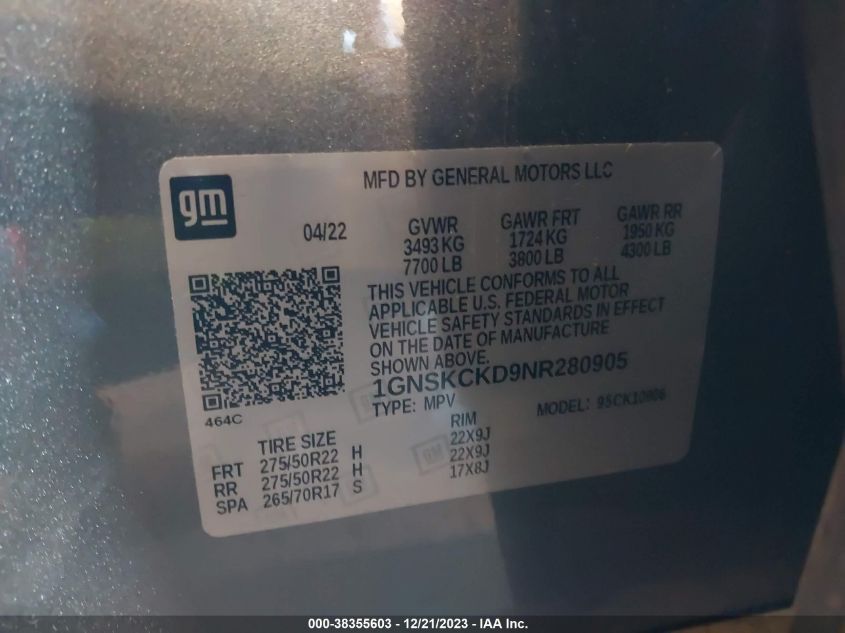 MFD BY GENERAL MOTORS LLC
gm
04/22
GVWR
3493 KG
7700 LB
GAWR FRT
1724 KG
3800 LB
GAWR RR
1950 KG
4300 LB
THIS VEHICLE CONFORMS TO ALL
APPLICABLE U.S. FEDERAL MOTOR
VEHICLE SAFETY STANDARDS IN EFFECT
ON THE DATE OF MANUFACTURE
SHOWN ABOVE.
1GNSKCKD9NR280905
TYPE: MPV
MODEL:
464C
TIRE SIZE
RIM
FRT 275/50R22 H 22X9J
RR 275/50R22 H 22X9J
SPA 265/70R17 S 17X8J
gm
000-38355603 - 12/21/2023 - IAA Inc.